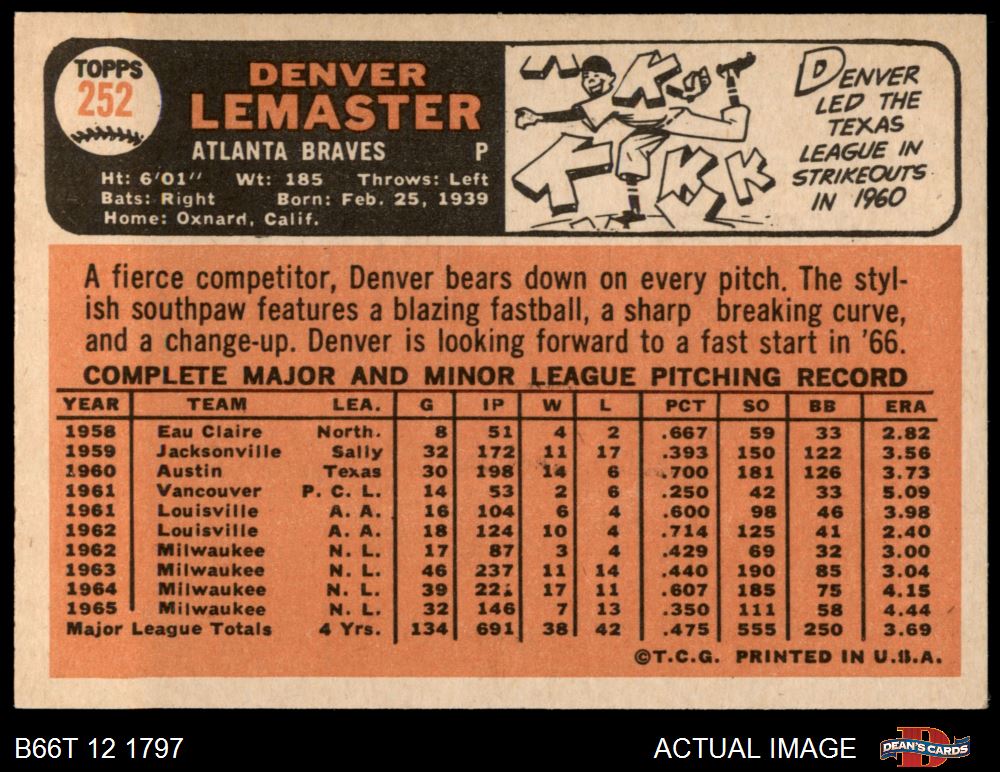 TOPPS
252
DENVER
LEMASTER
ATLANTA BRAVES P
Ht: 6'01" Wt: 185 Throws: Left
Bats: Right Born: Feb. 25, 1939
Home: Oxnard, Calif.
K
K K K
DENVER
LED THE
TEXAS
LEAGUE IN
STRIKEOUTS
IN 1960
A fierce competitor, Denver bears down on every pitch. The styl-
ish southpaw features a blazing fastball, a sharp breaking curve,
and a change-up. Denver is looking forward to a fast start in '66.
COMPLETE MAJOR AND MINOR LEAGUE PITCHING RECORD
YEAR TEAM LEA. G IP W L PCT SO BB ERA
1958 Eau Claire North. 8 51 4 2 .667 59 33 2.82
1959 Jacksonville Sally 32 172 11 17 .393 150 122 3.56
1960 Austin Texas 30 198 14 6 .700 181 126 3.73
1961 Vancouver P. C. L. 14 53 2 6 .250 42 33 5.09
1961 Louisville A. A. 16 104 6 4 .600 98 46 3.98
1962 Louisville A. A. 18 124 10 4 .714 125 41 2.40
1962 Milwaukee N. L. 17 87 3 4 .429 69 32 3.00
1963 Milwaukee N. L. 46 237 11 14 .440 190 85 3.04
1964 Milwaukee N. L. 39 221 17 11 .607 185 75 4.15
1965 Milwaukee N. L. 32 146 7 13 .350 111 58 4.44
Major League Totals 4 Yrs. 134 691 38 42 .475 555 250 3.69
©T.C.G. PRINTED IN U.S.A.
B66T 12 1797 ACTUAL IMAGE DEAN'S CARDS